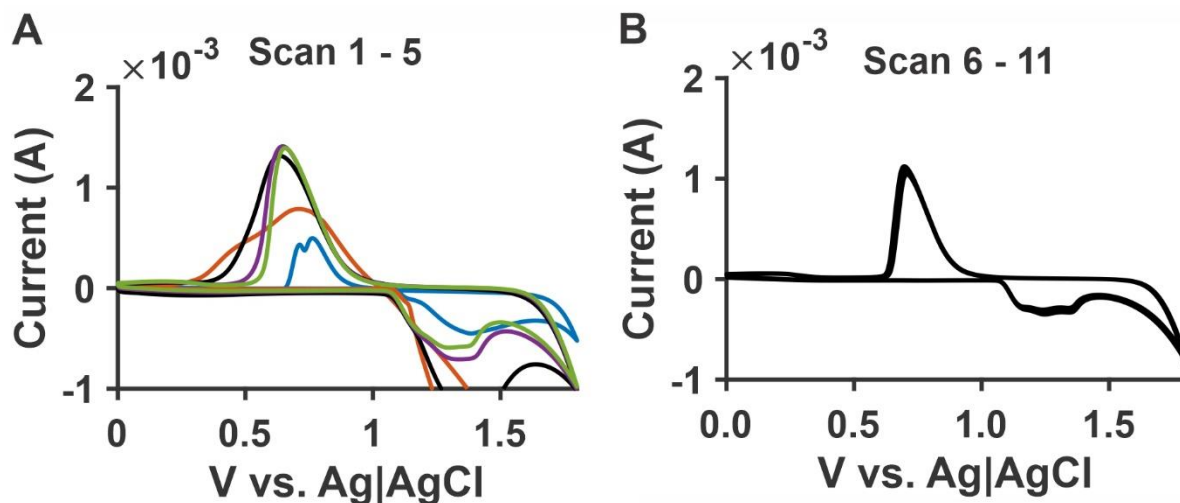 A
Scan 1 - 5
×10⁻³
2
1
0
-1
Current (A)
0
0.5
1
1.5
V vs. Ag|AgCl
B
Scan 6 - 11
×10⁻³
2
1
0
-1
Current (A)
0.0
0.5
1.0
1.5
V vs. Ag|AgCl